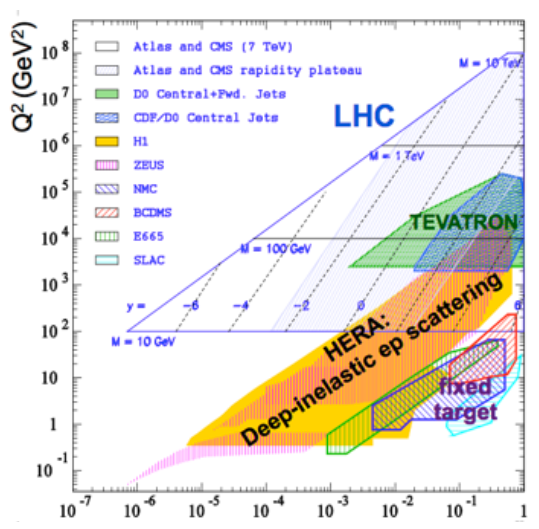 Q² (GeV²)
10⁸
10⁷
10⁶
10⁵
10⁴
10³
10²
10
1
10⁻¹
Atlas and CMS (7 TeV)
Atlas and CMS rapidity plateau
D0 Central+Fwd. Jets
CDF/D0 Central Jets
H1
ZEUS
NMC
BCDMS
E665
SLAC
M = 10 TeV
LHC
M = 1 TeV
TEVATRON
M = 100 GeV
y = -6 -4 -2 0 6
M = 10 GeV
HERA:
Deep-inelastic ep scattering
fixed
target
10⁻⁷ 10⁻⁶ 10⁻⁵ 10⁻⁴ 10⁻³ 10⁻² 10⁻¹ 1